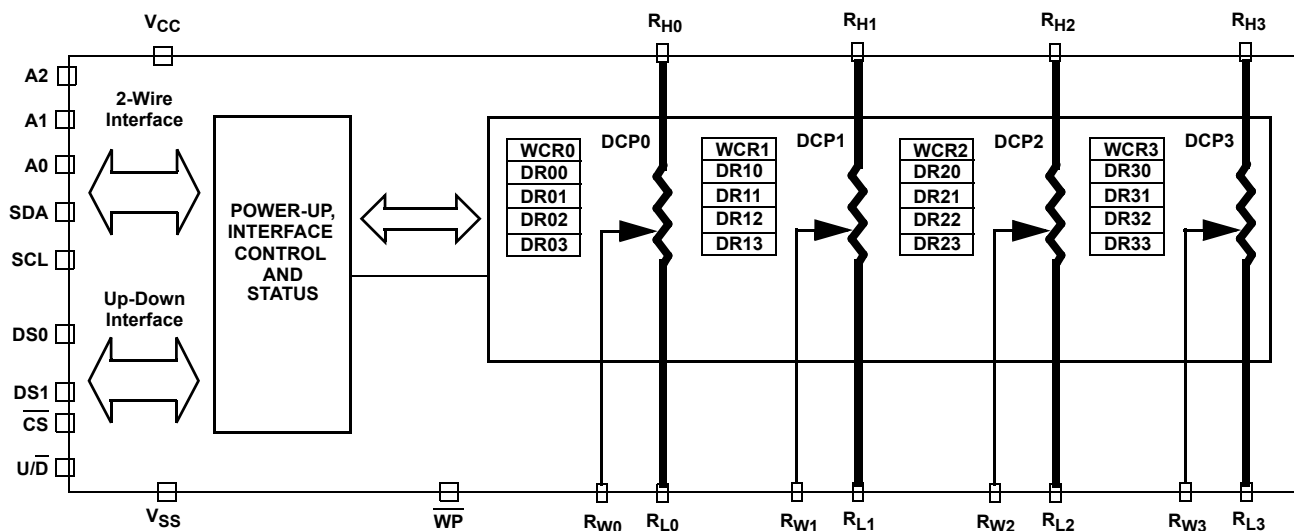 VCC
RH0
RH1
RH2
RH3
A2
A1
A0
SDA
SCL
DS0
DS1
C̅S̅
U/D̅
2-Wire
Interface
Up-Down
Interface
POWER-UP,
INTERFACE
CONTROL
AND
STATUS
WCR0
DR00
DR01
DR02
DR03
DCP0
WCR1
DR10
DR11
DR12
DR13
DCP1
WCR2
DR20
DR21
DR22
DR23
DCP2
WCR3
DR30
DR31
DR32
DR33
DCP3
VSS
W̅P̅
RW0
RL0
RW1
RL1
RW2
RL2
RW3
RL3